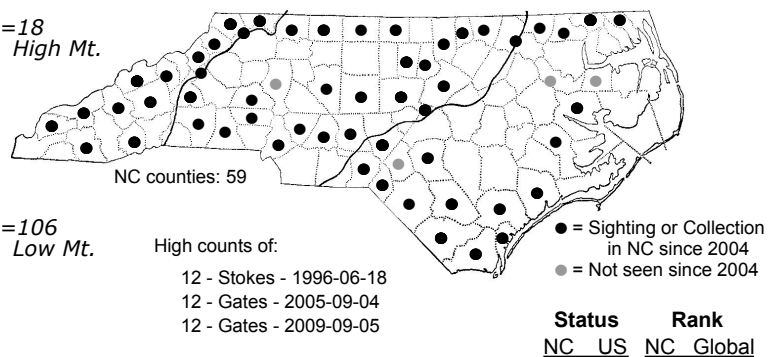 =18
High Mt.
NC counties: 59
=106
Low Mt.
High counts of:
12 - Stokes - 1996-06-18
12 - Gates - 2005-09-04
12 - Gates - 2009-09-05
● = Sighting or Collection
in NC since 2004
● = Not seen since 2004
Status Rank
NC US NC Global